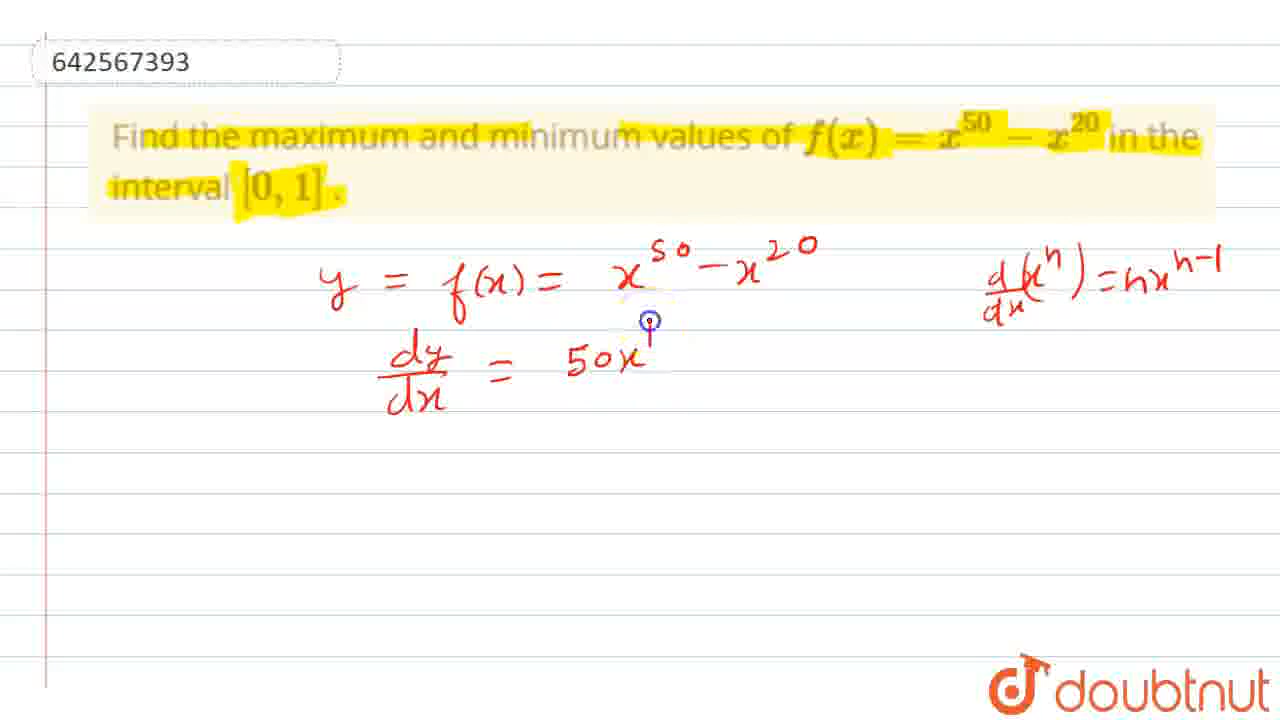 642567393
Find the maximum and minimum values of f(x) = x^50 − x^20 in the
interval [0, 1] .
y = f(x) = x^50 − x^20
d/dx (x^n) = nx^n−1
dy/dx = 50x
doubtnut